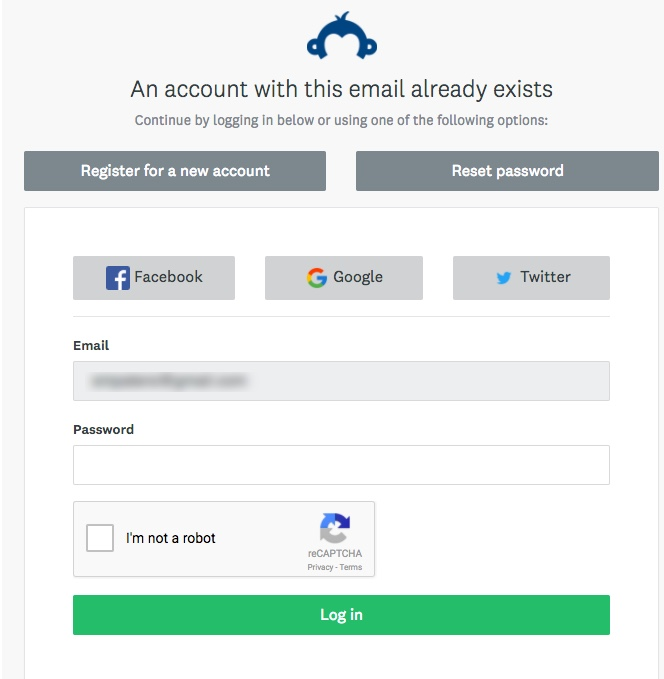 An account with this email already exists
Continue by logging in below or using one of the following options:
Register for a new account
Reset password
Facebook
Google
Twitter
Email
Password
I'm not a robot
reCAPTCHA
Privacy - Terms
Log in